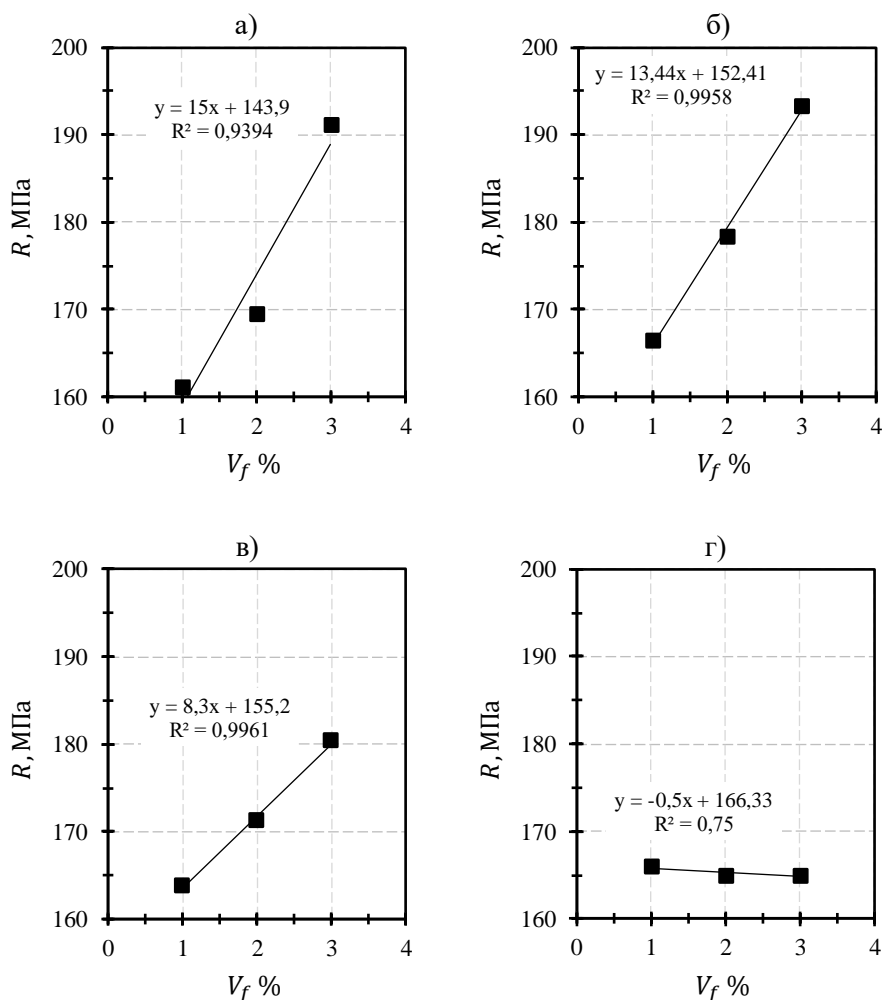 а)
y = 15x + 143,9
R² = 0,9394
R, МПа
200
190
180
170
160
0 1 2 3 4
V_f %
б)
y = 13,44x + 152,41
R² = 0,9958
R, МПа
200
190
180
170
160
0 1 2 3 4
V_f %
в)
y = 8,3x + 155,2
R² = 0,9961
R, МПа
200
190
180
170
160
0 1 2 3 4
V_f %
г)
y = -0,5x + 166,33
R² = 0,75
R, МПа
200
190
180
170
160
0 1 2 3 4
V_f %